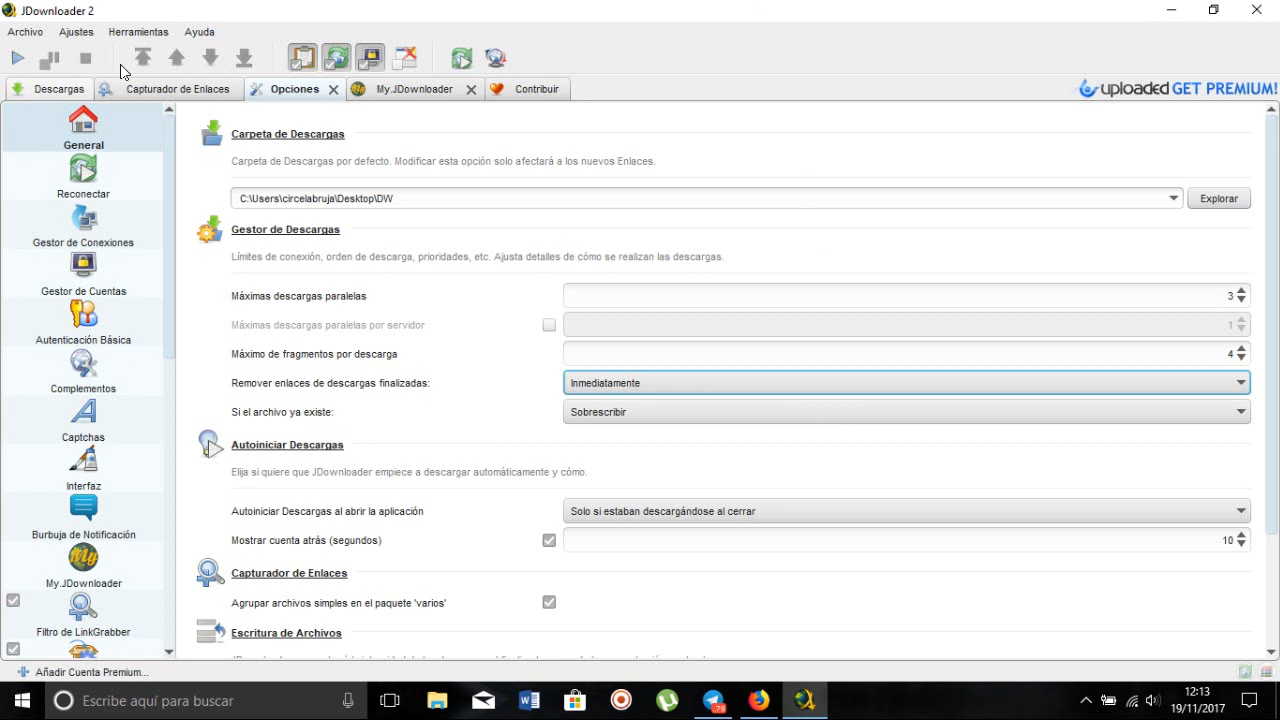 JDownloader 2
Archivo Ajustes Herramientas Ayuda
Descargas Capturador de Enlaces Opciones My.JDownloader Contribuir uploaded GET PREMIUM!
General
Reconectar
Gestor de Conexiones
Gestor de Cuentas
Autenticación Básica
Complementos
Captchas
Interfaz
Burbuja de Notificación
My
My.JDownloader
Filtro de LinkGrabber
Carpeta de Descargas
Carpeta de Descargas por defecto. Modificar esta opción solo afectará a los nuevos Enlaces.
C:\Users\circelabruja\Desktop\DW Explorar
Gestor de Descargas
Límites de conexión, orden de descarga, prioridades, etc. Ajusta detalles de cómo se realizan las descargas.
Máximas descargas paralelas 3
Máximas descargas paralelas por servidor 1
Máximo de fragmentos por descarga 4
Remover enlaces de descargas finalizadas: Inmediatamente
Si el archivo ya existe: Sobrescribir
Autoiniciar Descargas
Elija si quiere que JDownloader empiece a descargar automáticamente y cómo.
Autoiniciar Descargas al abrir la aplicación Solo si estaban descargándose al cerrar
Mostrar cuenta atrás (segundos) 10
Capturador de Enlaces
Agrupar archivos simples en el paquete 'varios'
Escritura de Archivos
Añadir Cuenta Premium...
Escribe aquí para buscar
79
12:13
19/11/2017